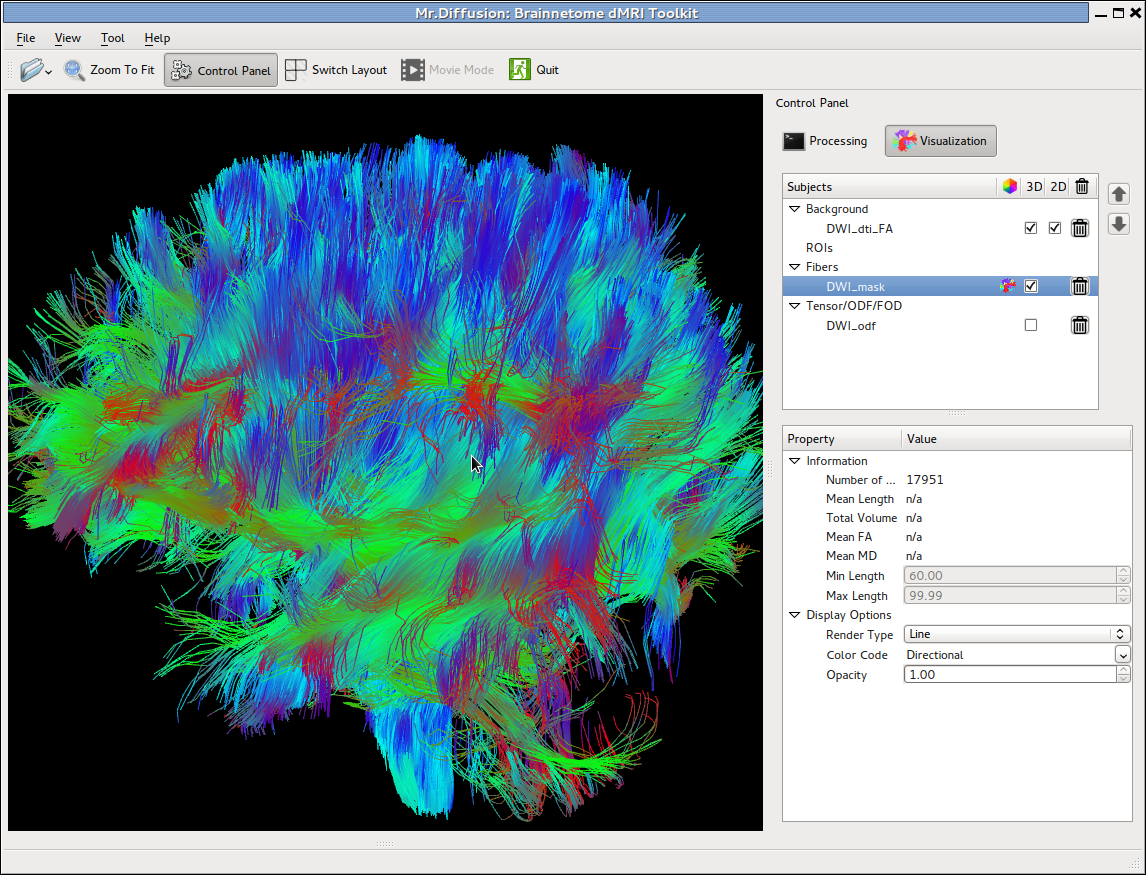 Mr.Diffusion: Brainnetome dMRI Toolkit
File View Tool Help
Zoom To Fit Control Panel Switch Layout Movie Mode Quit
Control Panel
Processing Visualization
Subjects 3D 2D
Background
DWI_dti_FA
ROIs
Fibers
DWI_mask
Tensor/ODF/FOD
DWI_odf
Property Value
Information
Number of ... 17951
Mean Length n/a
Total Volume n/a
Mean FA n/a
Mean MD n/a
Min Length 60.00
Max Length 99.99
Display Options
Render Type Line
Color Code Directional
Opacity 1.00